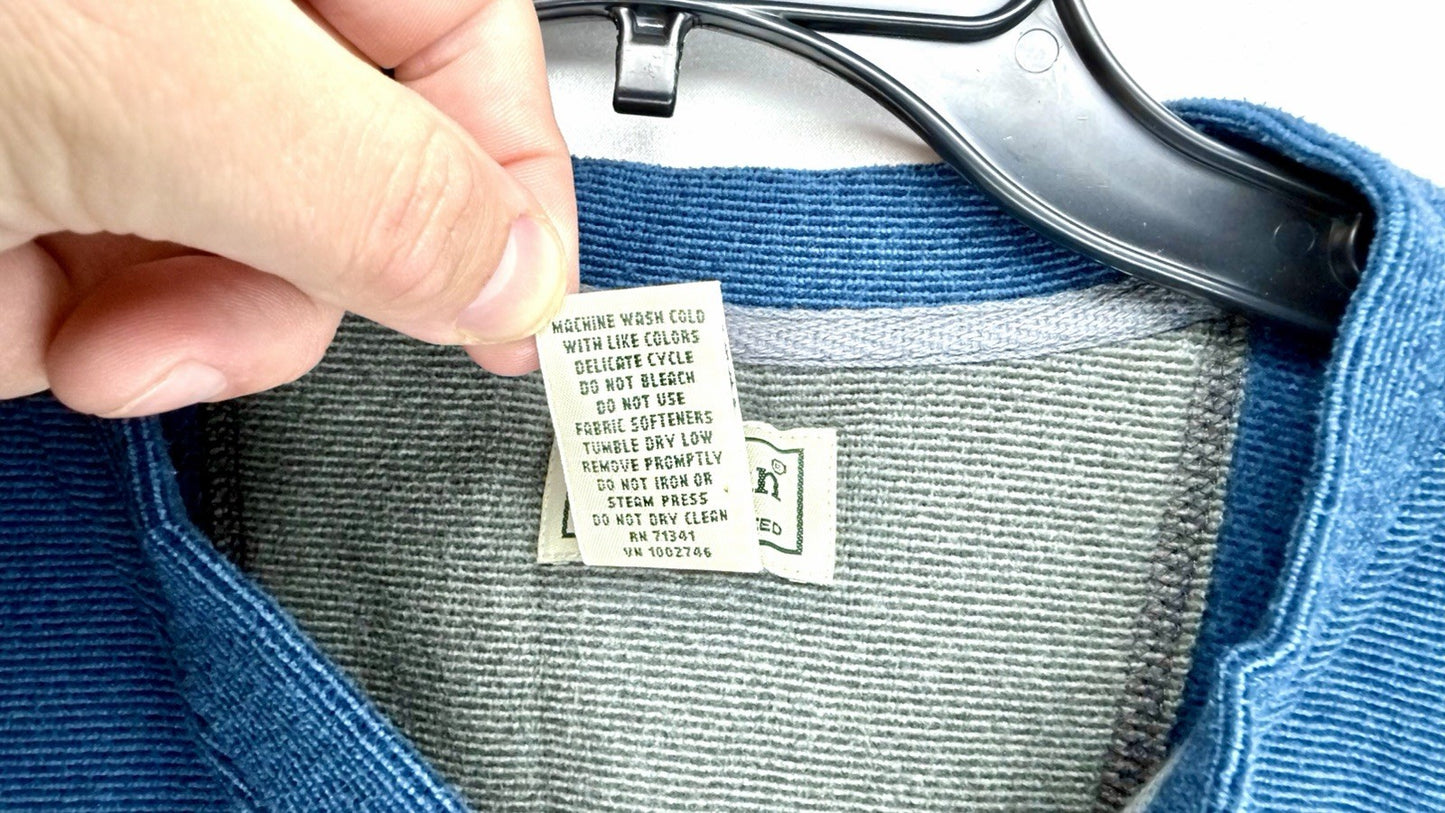 MACHINE WASH COLD
WITH LIKE COLORS
DELICATE CYCLE
DO NOT BLEACH
DO NOT USE
FABRIC SOFTENERS
TUMBLE DRY LOW
REMOVE PROMPTLY
DO NOT IRON OR
STEAM PRESS
DO NOT DRY CLEAN
RN 71341
VN 1002746